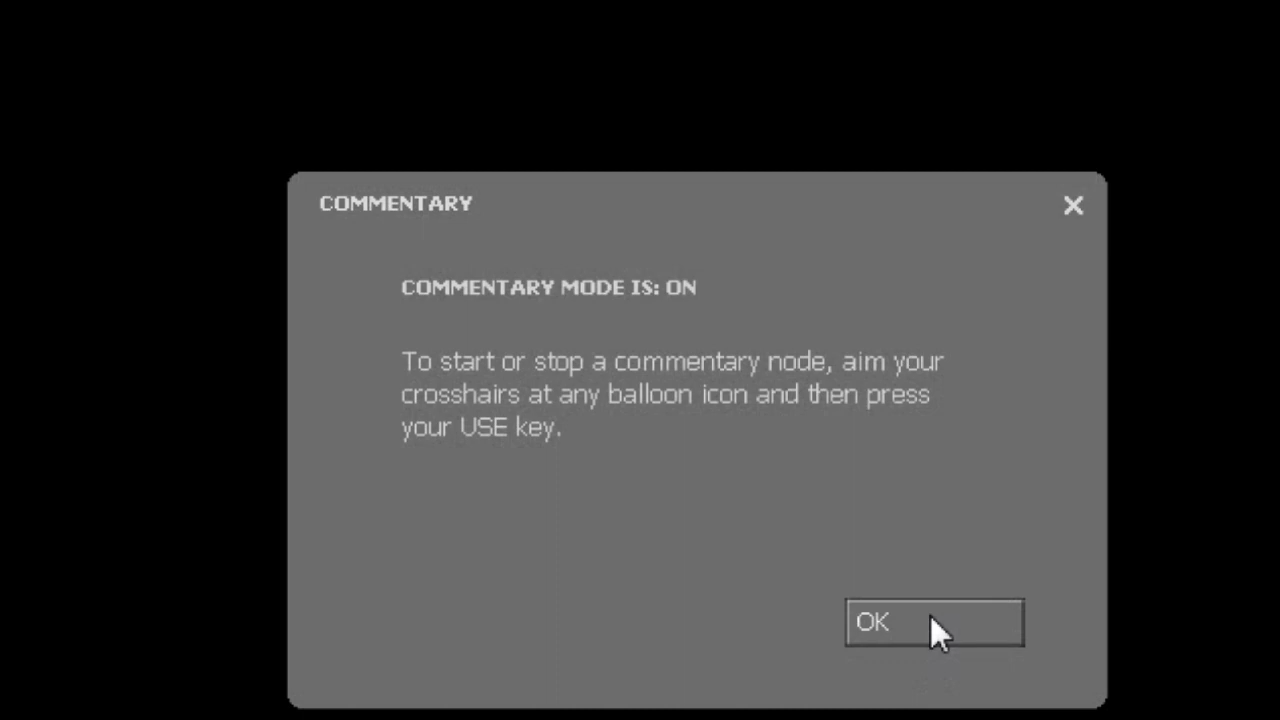 COMMENTARY
COMMENTARY MODE IS: ON
To start or stop a commentary node, aim your
crosshairs at any balloon icon and then press
your USE key.
OK